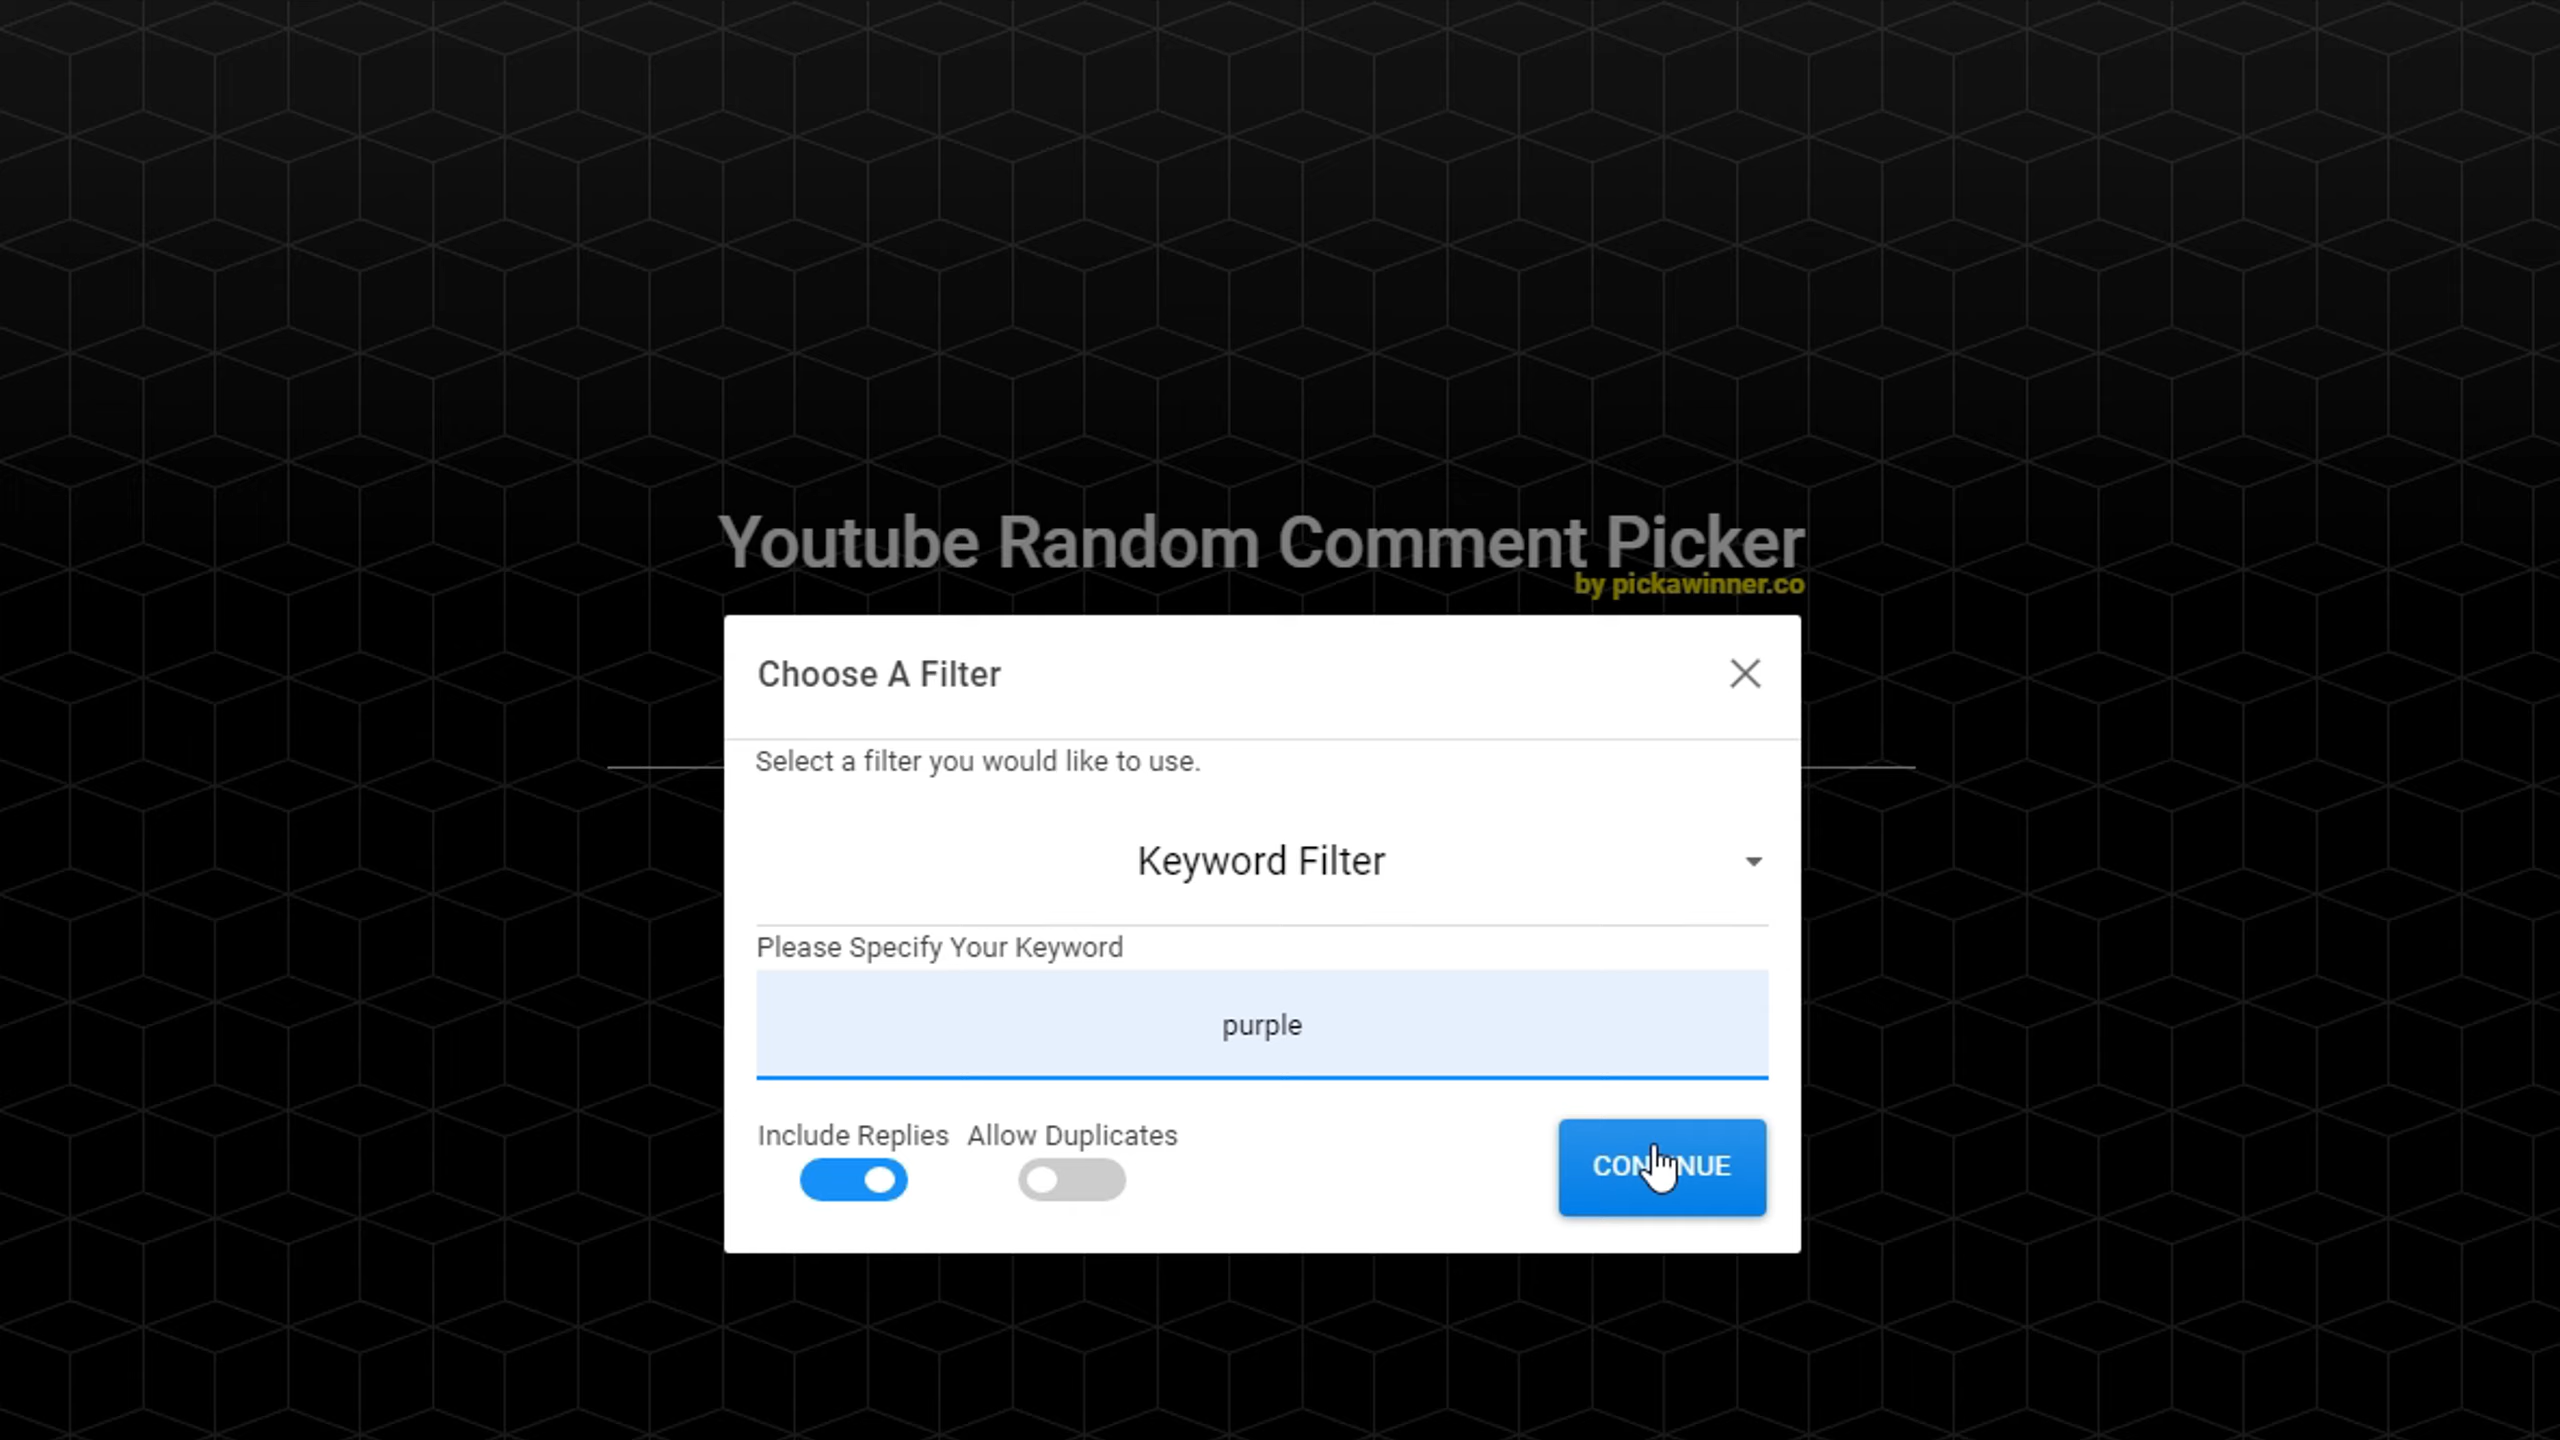 Youtube Random Comment Picker
by pickawinner.co
Choose A Filter
Select a filter you would like to use.
Keyword Filter
Please Specify Your Keyword
purple
Include Replies Allow Duplicates
CONTINUE